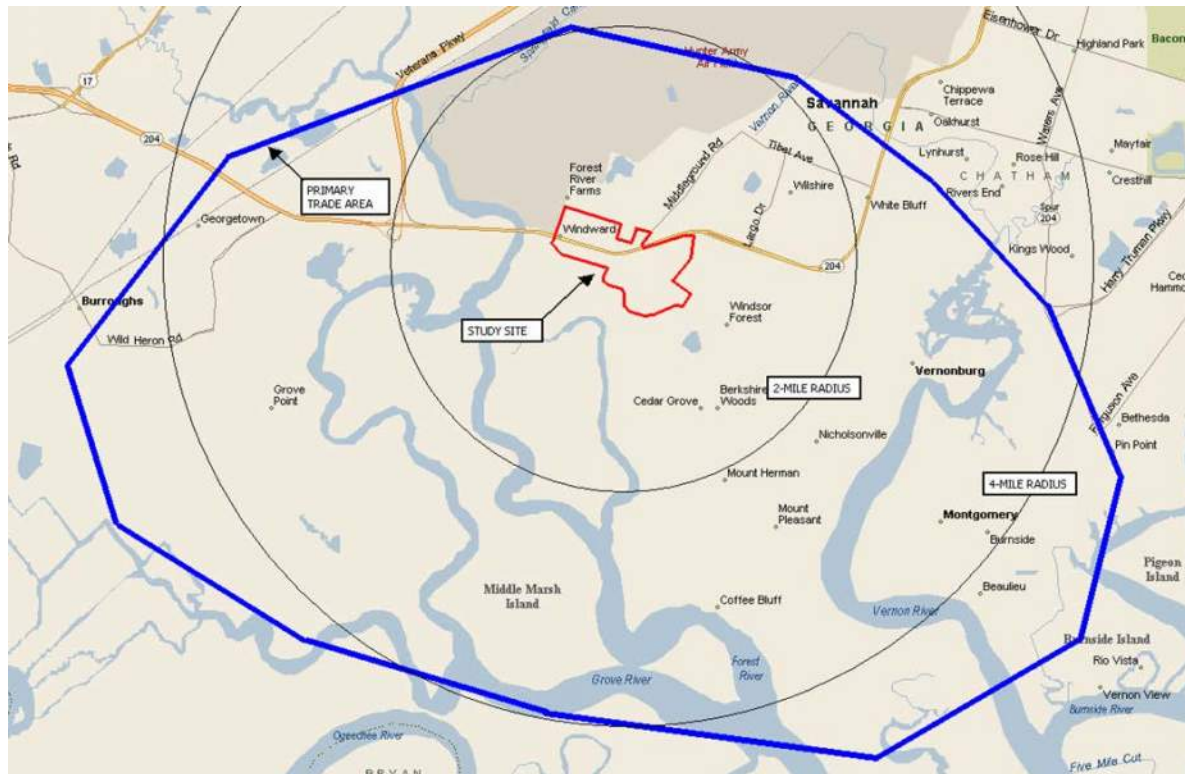 Eisenhower Dr
Highland Park
Bacon
Veterans Pkwy
Hunter Army
Air Field
17
204
Chippewa
Terrace
Savannah
Vernon River
GEORGIA
Oakhurst
Waters Ave
Mayfair
Tibet Ave
Lynhurst
Rose Hill
CHATHAM
Cresthill
Middleground Rd
Forest
River
Farms
PRIMARY
TRADE AREA
Wilshire
Rivers End
White Bluff
Largo Dr
Spur
204
Georgetown
204
Windward
Kings Wood
Harry Truman Pkwy
204
Burroughs
Wild Heron Rd
STUDY SITE
Windsor
Forest
Vernonburg
2-MILE RADIUS
Grove
Point
Cedar Grove
Berkshire
Woods
Ferguson Ave
Bethesda
Nicholsonville
Pin Point
Mount Herman
4-MILE RADIUS
Mount
Pleasant
Montgomery
Burnside
Pigeon
Island
Middle Marsh
Island
Beaulieu
Coffee Bluff
Vernon River
Burnside Island
Rio Vista
Forest
River
Grove River
Vernon View
Burnside River
Ogeechee River
Five Mile Cut
BRYAN